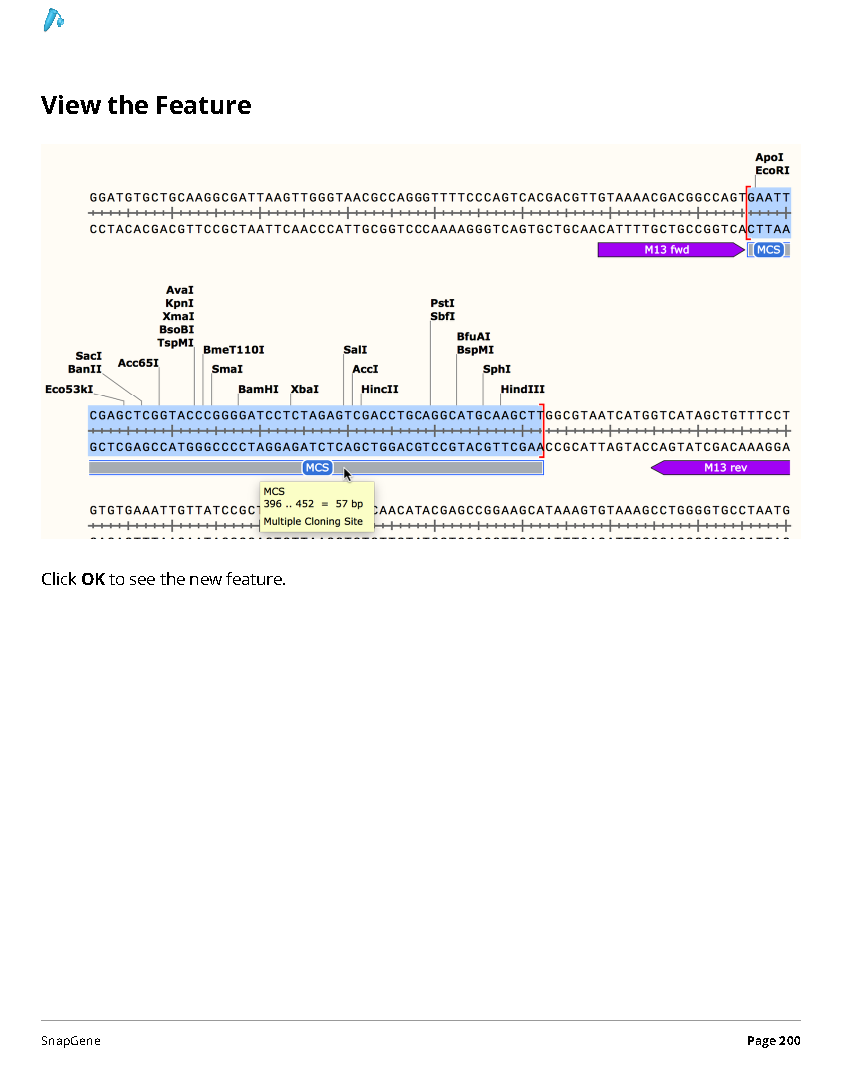 View the Feature
ApoI
EcoRI
GGATGTGCTGCAAGGCGATTAAGTTGGGTAACGCCAGGGTTTTCCCAGTCACGACGTTGTAAAACGACGGCCAGTGAATT
CCTACACGACGTTCCGCTAATTCAACCCATTGCGGTCCCAAAAGGGTCAGTGCTGCAACATTTTGCTGCCGGTCACTTAA
M13 fwd MCS
AvaI
KpnI
XmaI
BsoBI
TspMI
PstI
SbfI
BfuAI
BspMI
SacI
BanII
Acc65I
BmeT110I
SalI
SmaI
AccI
SphI
Eco53kI
BamHI
XbaI
HincII
HindIII
CGAGCTCGGTACCCGGGGATCCTCTAGAGTCGACCTGCAGGCATGCAAGCTTGGCGTAATCATGGTCATAGCTGTTTCCT
GCTCGAGCCATGGGCCCCTAGGAGATCTCAGCTGGACGTCCGTACGTTCGAACCGCATTAGTACCAGTATCGACAAAGGA
MCS M13 rev
MCS
396 .. 452 = 57 bp
Multiple Cloning Site
GTGTGAAATTGTTATCCGCT CAACATACGAGCCGGAAGCATAAAGTGTAAAGCCTGGGGTGCCTAATG
Click OK to see the new feature.
SnapGene Page 200